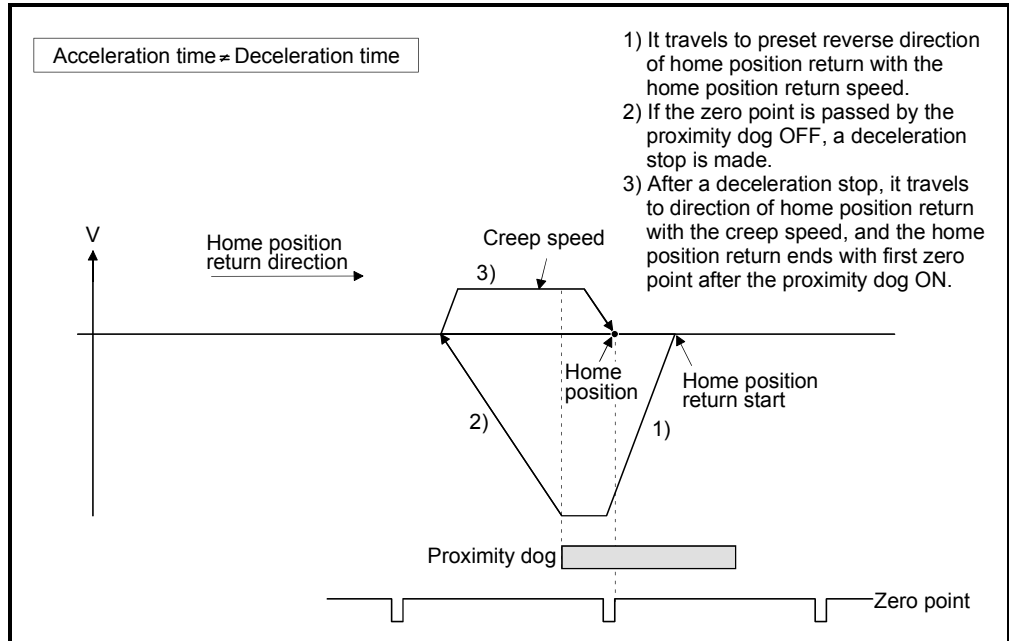 Acceleration time ≠ Deceleration time
1) It travels to preset reverse direction
of home position return with the
home position return speed.
2) If the zero point is passed by the
proximity dog OFF, a deceleration
stop is made.
3) After a deceleration stop, it travels
to direction of home position return
with the creep speed, and the home
position return ends with first zero
point after the proximity dog ON.
V
Home position
return direction
Creep speed
3)
Home
position
Home position
return start
2)
1)
Proximity dog
Zero point